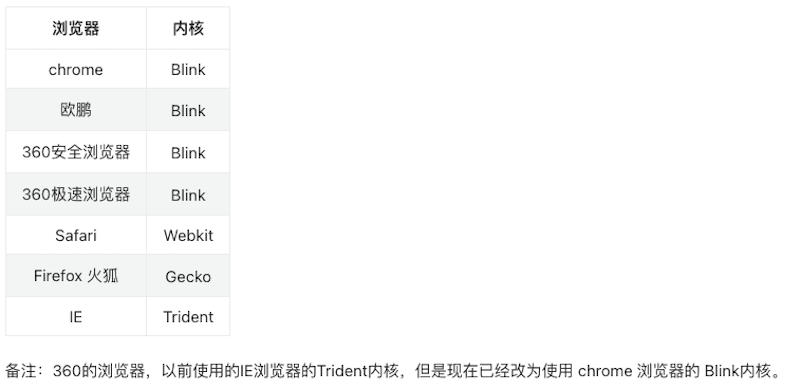 浏览器 内核
chrome Blink
欧鹏 Blink
360安全浏览器 Blink
360极速浏览器 Blink
Safari Webkit
Firefox 火狐 Gecko
IE Trident
备注：360的浏览器，以前使用的IE浏览器的Trident内核，但是现在已经改为使用 chrome 浏览器的 Blink内核。